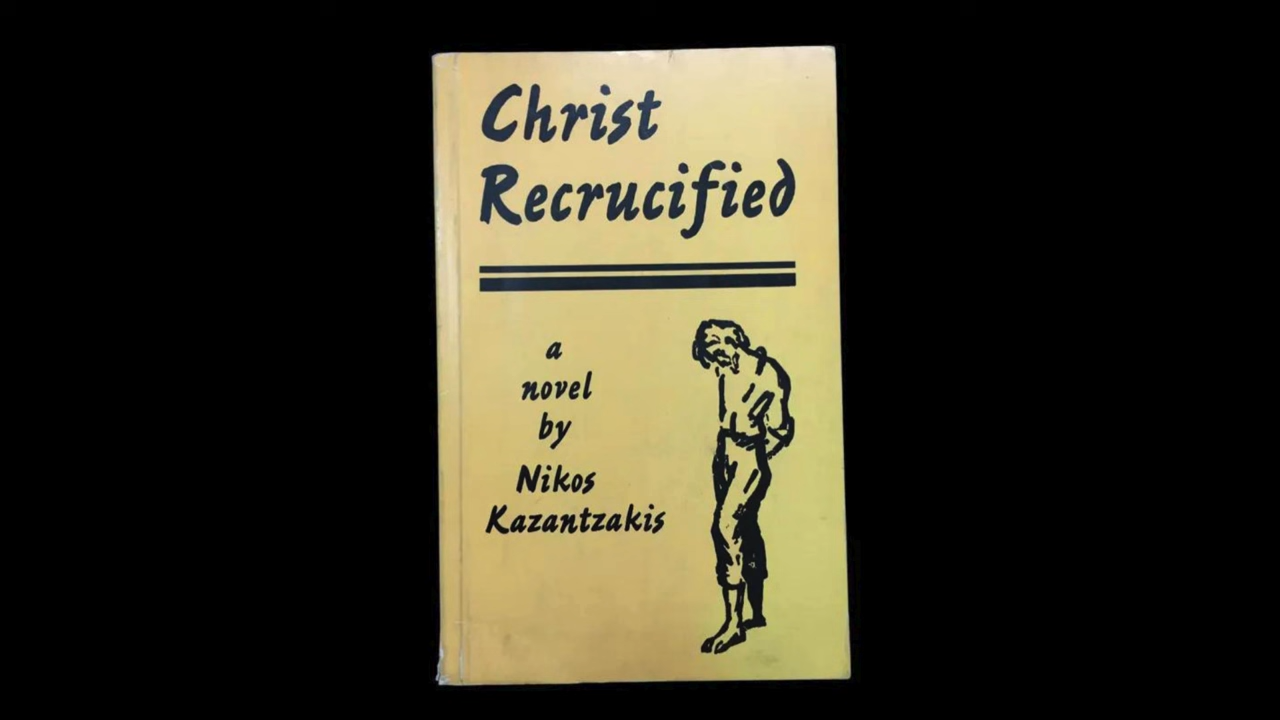 Christ
Recrucified
a
novel
by
Nikos
Kazantzakis